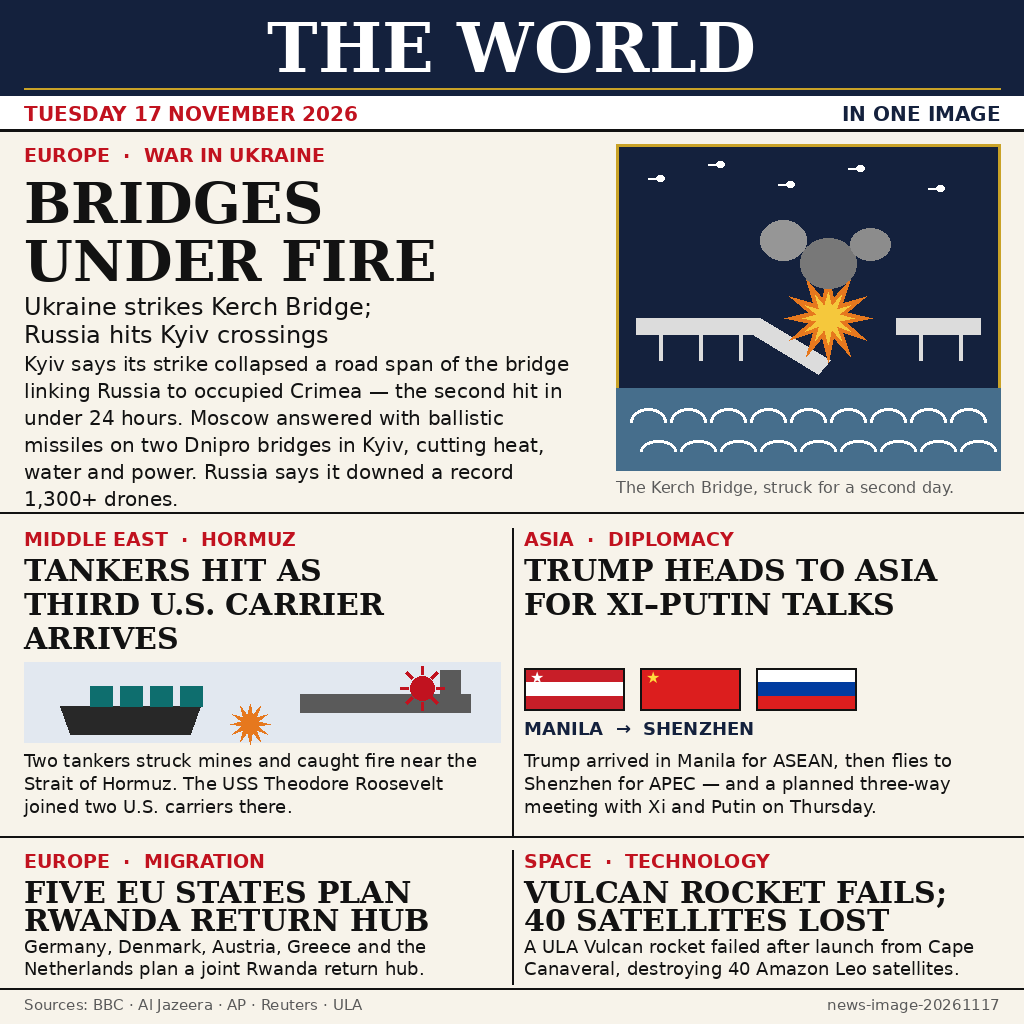 THE WORLD
TUESDAY 17 NOVEMBER 2026
IN ONE IMAGE
EUROPE · WAR IN UKRAINE
BRIDGES
UNDER FIRE
Ukraine strikes Kerch Bridge;
Russia hits Kyiv crossings
Kyiv says its strike collapsed a road span of the bridge
linking Russia to occupied Crimea — the second hit in
under 24 hours. Moscow answered with ballistic
missiles on two Dnipro bridges in Kyiv, cutting heat,
water and power. Russia says it downed a record
1,300+ drones.
The Kerch Bridge, struck for a second day.
MIDDLE EAST · HORMUZ
TANKERS HIT AS
THIRD U.S. CARRIER
ARRIVES
Two tankers struck mines and caught fire near the
Strait of Hormuz. The USS Theodore Roosevelt
joined two U.S. carriers there.
ASIA · DIPLOMACY
TRUMP HEADS TO ASIA
FOR XI–PUTIN TALKS
MANILA → SHENZHEN
Trump arrived in Manila for ASEAN, then flies to
Shenzhen for APEC — and a planned three-way
meeting with Xi and Putin on Thursday.
EUROPE · MIGRATION
FIVE EU STATES PLAN
RWANDA RETURN HUB
Germany, Denmark, Austria, Greece and the
Netherlands plan a joint Rwanda return hub.
SPACE · TECHNOLOGY
VULCAN ROCKET FAILS;
40 SATELLITES LOST
A ULA Vulcan rocket failed after launch from Cape
Canaveral, destroying 40 Amazon Leo satellites.
Sources: BBC · Al Jazeera · AP · Reuters · ULA
news-image-20261117